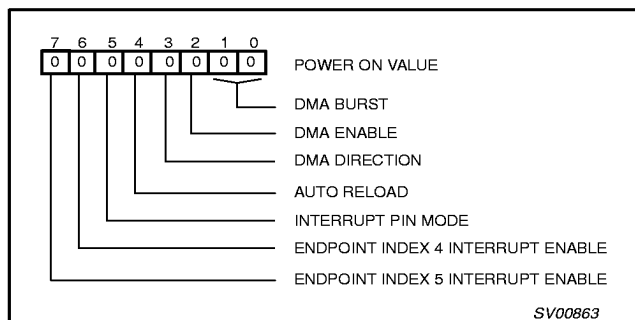 7 6 5 4 3 2 1 0
0 0 0 0 0 0 0 0 POWER ON VALUE
DMA BURST
DMA ENABLE
DMA DIRECTION
AUTO RELOAD
INTERRUPT PIN MODE
ENDPOINT INDEX 4 INTERRUPT ENABLE
ENDPOINT INDEX 5 INTERRUPT ENABLE
SV00863